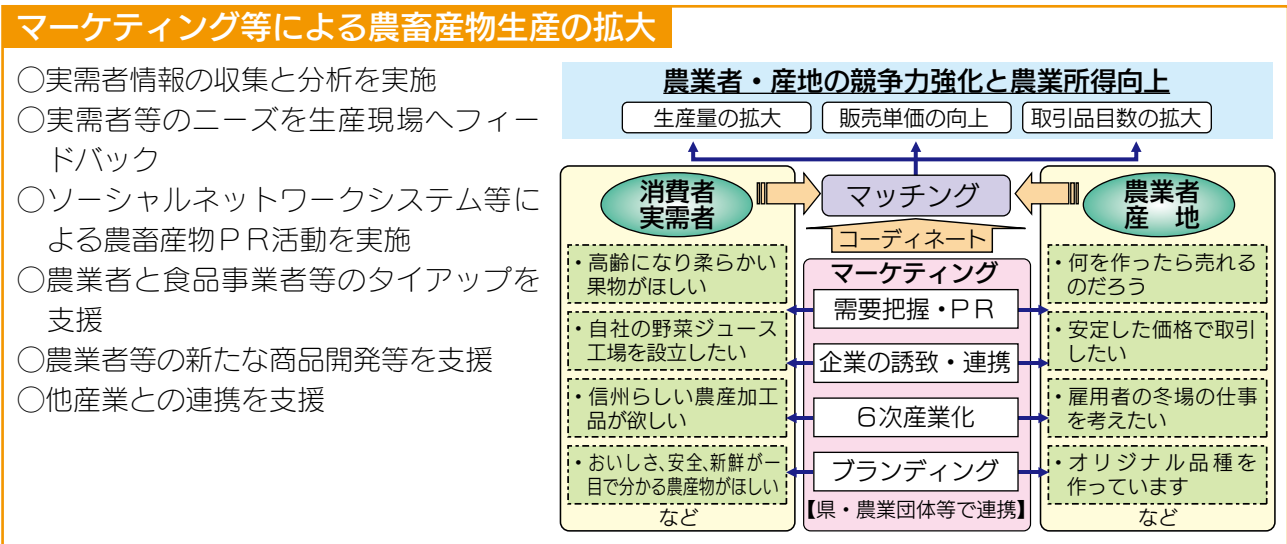 マーケティング等による農畜産物生産の拡大
○実需者情報の収集と分析を実施
○実需者等のニーズを生産現場へフィー
ドバック
○ソーシャルネットワークシステム等に
よる農畜産物ＰＲ活動を実施
○農業者と食品事業者等のタイアップを
支援
○農業者等の新たな商品開発等を支援
○他産業との連携を支援
農業者・産地の競争力強化と農業所得向上
生産量の拡大
販売単価の向上
取引品目数の拡大
消費者
実需者
マッチング
農業者
産　地
コーディネート
・高齢になり柔らかい
果物がほしい
・自社の野菜ジュース
工場を設立したい
・信州らしい農産加工
品が欲しい
・おいしさ、安全、新鮮が一
目で分かる農産物がほしい
など
マーケティング
需要把握・ＰＲ
企業の誘致・連携
６次産業化
ブランディング
【県・農業団体等で連携】
・何を作ったら売れる
のだろう
・安定した価格で取引
したい
・雇用者の冬場の仕事
を考えたい
・オリジナル品種を
作っています
など